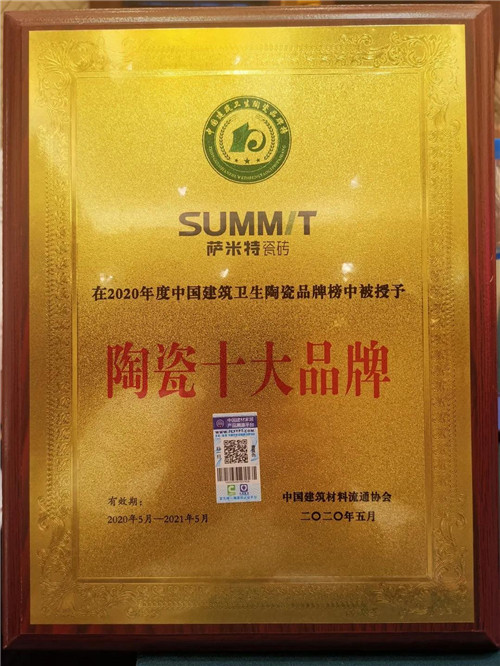 中国建筑卫生陶瓷品牌榜
SUMMIT
萨米特瓷砖
在2020年度中国建筑卫生陶瓷品牌榜中被授予
陶瓷十大品牌
有效期：
2020年5月—2021年5月
中国建筑材料流通协会
二〇二〇年五月